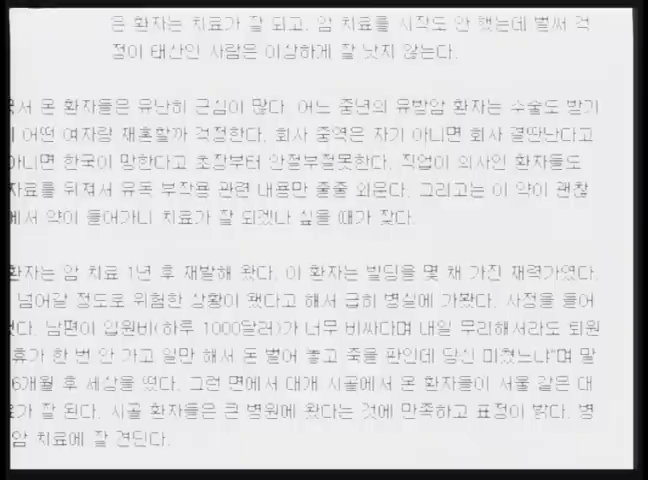 은 환자는 치료가 잘 되고, 암 치료를 시작도 안 했는데 벌써 걱
정이 태산인 사람은 이상하게 잘 낫지 않는다.
서 온 환자들은 유난히 근심이 많다. 어느 중년의 유방암 환자는 수술도 받기
어떤 여자랑 재혼할까 걱정한다. 회사 중역은 자기 아니면 회사 결딴난다고
아니면 한국이 망한다고 초장부터 안절부절못한다. 직업이 의사인 환자들도
자료를 뒤져서 유독 부작용 관련 내용만 줄줄 외운다. 그리고는 이 약이 괜찮
에서 약이 들어가니 치료가 잘 되겠나 싶을 때가 잦다.
환자는 암 치료 1년 후 재발해 왔다. 이 환자는 빌딩을 몇 채 가진 재력가였다.
넘어갈 정도로 위험한 상황이 왔다고 해서 급히 병실에 가봤다. 사정을 들어
다. 남편이 입원비(하루 1000달러)가 너무 비싸다며 내일 무리해서라도 퇴원
휴가 한 번 안 가고 일만 해서 돈 벌어 놓고 죽을 판인데 당신 미쳤느냐"며 말
6개월 후 세상을 떴다. 그런 면에서 대개 시골에서 온 환자들이 서울 같은 대
가 잘 된다. 시골 환자들은 큰 병원에 왔다는 것에 만족하고 표정이 밝다. 병
암 치료에 잘 견딘다.